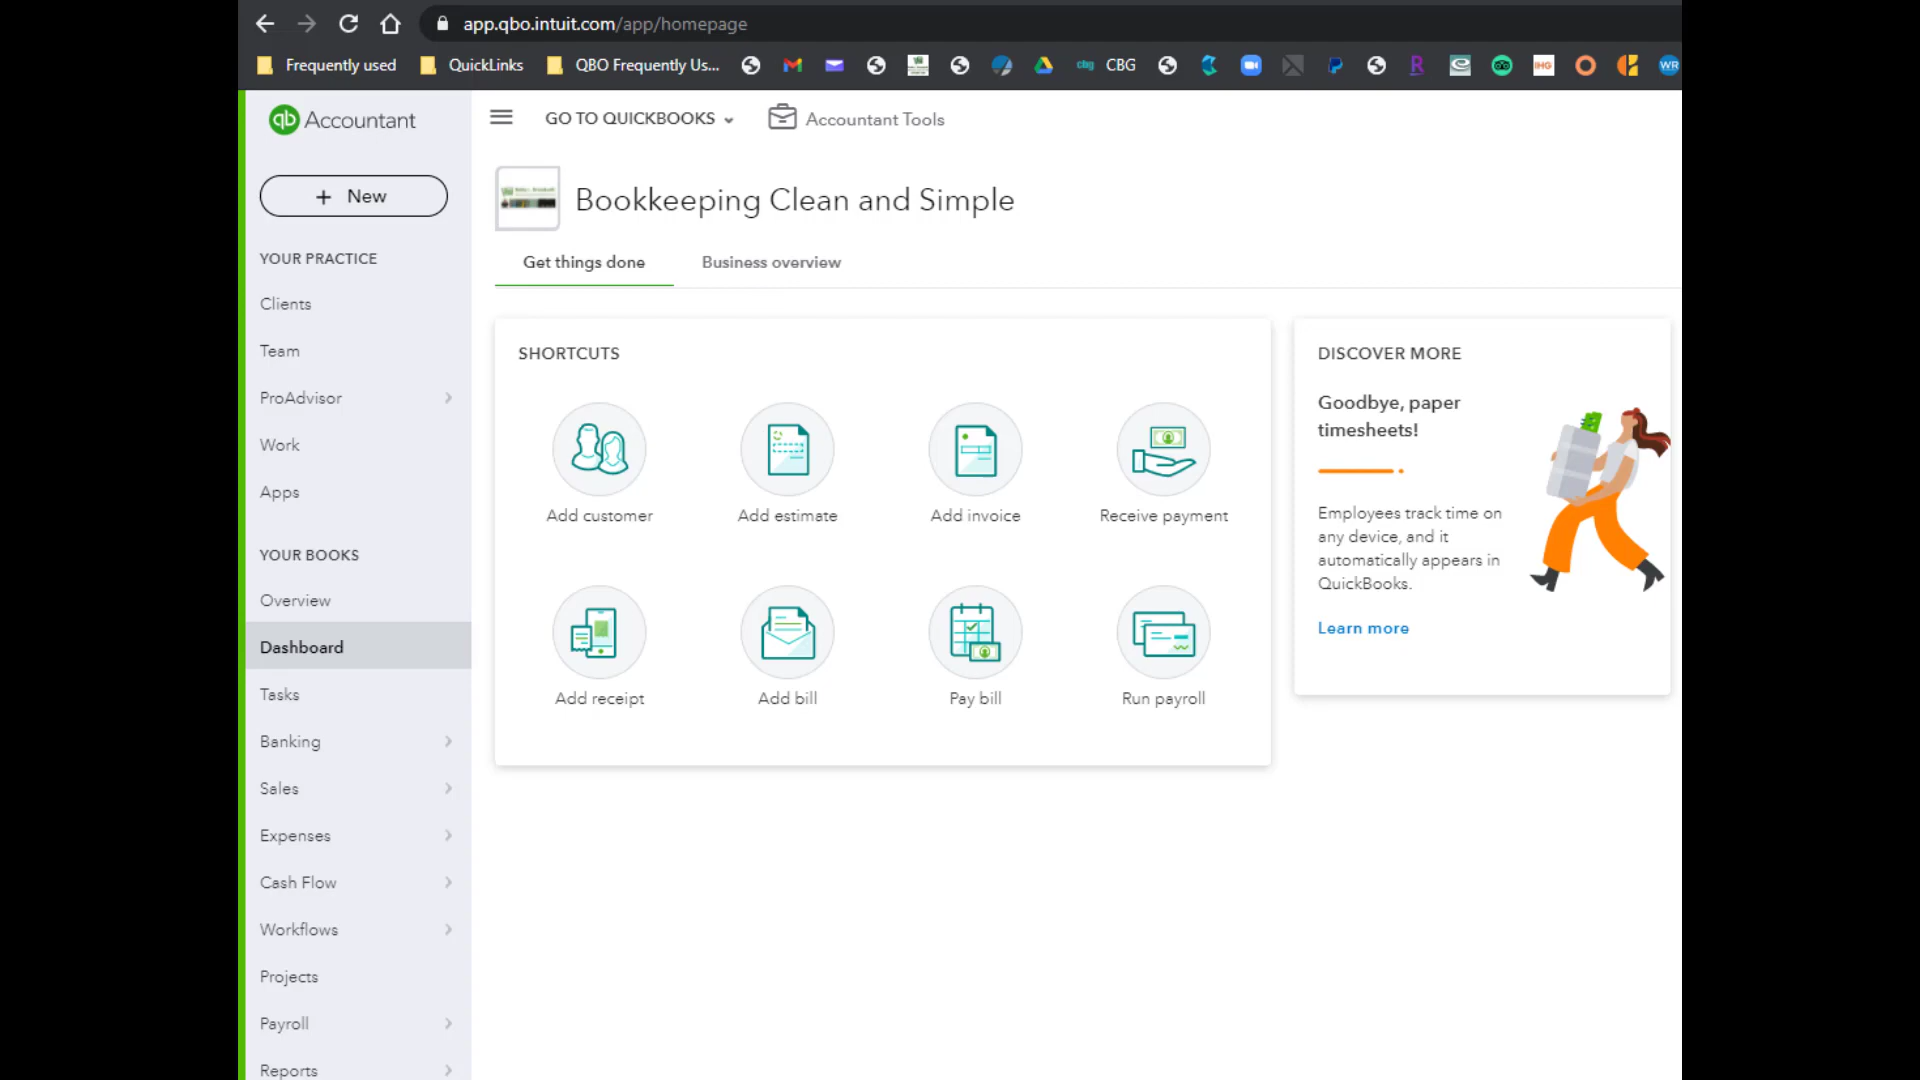 app.qbo.intuit.com/app/homepage
Frequently used
QuickLinks
QBO Frequently Us...
cbg
CBG
R
IHG
WR
qb Accountant
GO TO QUICKBOOKS
Accountant Tools
+ New
Bookkeeping Clean and Simple
Get things done
Business overview
YOUR PRACTICE
Clients
Team
ProAdvisor
Work
Apps
YOUR BOOKS
Overview
Dashboard
Tasks
Banking
Sales
Expenses
Cash Flow
Workflows
Projects
Payroll
Reports
SHORTCUTS
Add customer
Add estimate
Add invoice
Receive payment
Add receipt
Add bill
Pay bill
Run payroll
DISCOVER MORE
Goodbye, paper
timesheets!
Employees track time on
any device, and it
automatically appears in
QuickBooks.
Learn more